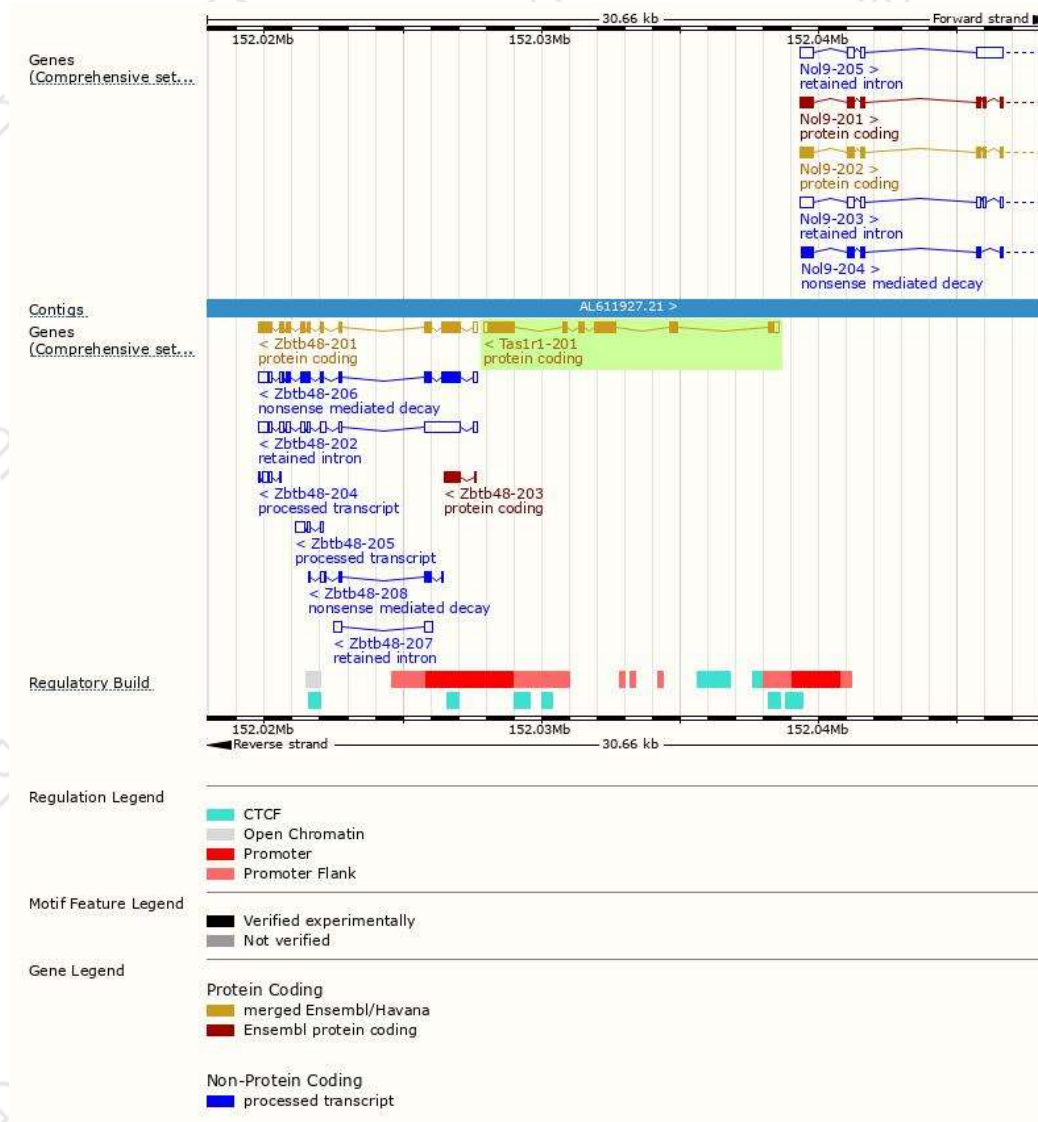 30.66 kb
Forward strand
152.02Mb 152.03Mb 152.04Mb
Genes
(Comprehensive set...
Nol9-205 >
retained intron
Nol9-201 >
protein coding
Nol9-202 >
protein coding
Nol9-203 >
retained intron
Nol9-204 >
nonsense mediated decay
Contigs
AL611927.21 >
Genes
(Comprehensive set...
< Zbtb48-201
protein coding
< Tas1r1-201
protein coding
< Zbtb48-206
nonsense mediated decay
< Zbtb48-202
retained intron
< Zbtb48-204
processed transcript
< Zbtb48-203
protein coding
< Zbtb48-205
processed transcript
< Zbtb48-208
nonsense mediated decay
< Zbtb48-207
retained intron
Regulatory Build
152.02Mb 152.03Mb 152.04Mb
Reverse strand
30.66 kb
Regulation Legend
CTCF
Open Chromatin
Promoter
Promoter Flank
Motif Feature Legend
Verified experimentally
Not verified
Gene Legend
Protein Coding
merged Ensembl/Havana
Ensembl protein coding
Non-Protein Coding
processed transcript